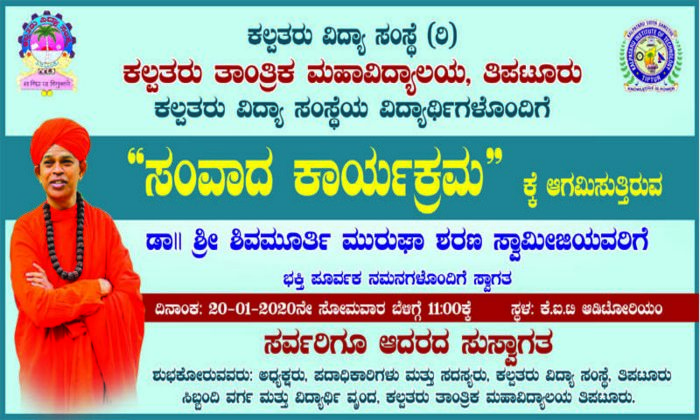 ಕಲ್ಪತರು ವಿದ್ಯಾ ಸಂಸ್ಥೆ (ರಿ)
ಕಲ್ಪತರು ತಾಂತ್ರಿಕ ಮಹಾವಿದ್ಯಾಲಯ, ತಿಪಟೂರು
ಕಲ್ಪತರು ವಿದ್ಯಾ ಸಂಸ್ಥೆಯ ವಿದ್ಯಾರ್ಥಿಗಳೊಂದಿಗೆ
“ಸಂವಾದ ಕಾರ್ಯಕ್ರಮ” ಕ್ಕೆ ಆಗಮಿಸುತ್ತಿರುವ
ಡಾ॥ ಶ್ರೀ ಶಿವಮೂರ್ತಿ ಮುರುಘಾ ಶರಣ ಸ್ವಾಮೀಜಿಯವರಿಗೆ
ಭಕ್ತಿ ಪೂರ್ವಕ ನಮನಗಳೊಂದಿಗೆ ಸ್ವಾಗತ
ದಿನಾಂಕ: 20-01-2020ನೇ ಸೋಮವಾರ ಬೆಳಿಗ್ಗೆ 11:00ಕ್ಕೆ ಸ್ಥಳ: ಕೆ.ಐ.ಟಿ ಆಡಿಟೋರಿಯಂ
ಸರ್ವರಿಗೂ ಆದರದ ಸುಸ್ವಾಗತ
ಶುಭಕೋರುವವರು: ಅಧ್ಯಕ್ಷರು, ಪದಾಧಿಕಾರಿಗಳು ಮತ್ತು ಸದಸ್ಯರು, ಕಲ್ಪತರು ವಿದ್ಯಾ ಸಂಸ್ಥೆ, ತಿಪಟೂರು
ಸಿಬ್ಬಂದಿ ವರ್ಗ ಮತ್ತು ವಿದ್ಯಾರ್ಥಿ ವೃಂದ, ಕಲ್ಪತರು ತಾಂತ್ರಿಕ ಮಹಾವಿದ್ಯಾಲಯ ತಿಪಟೂರು.